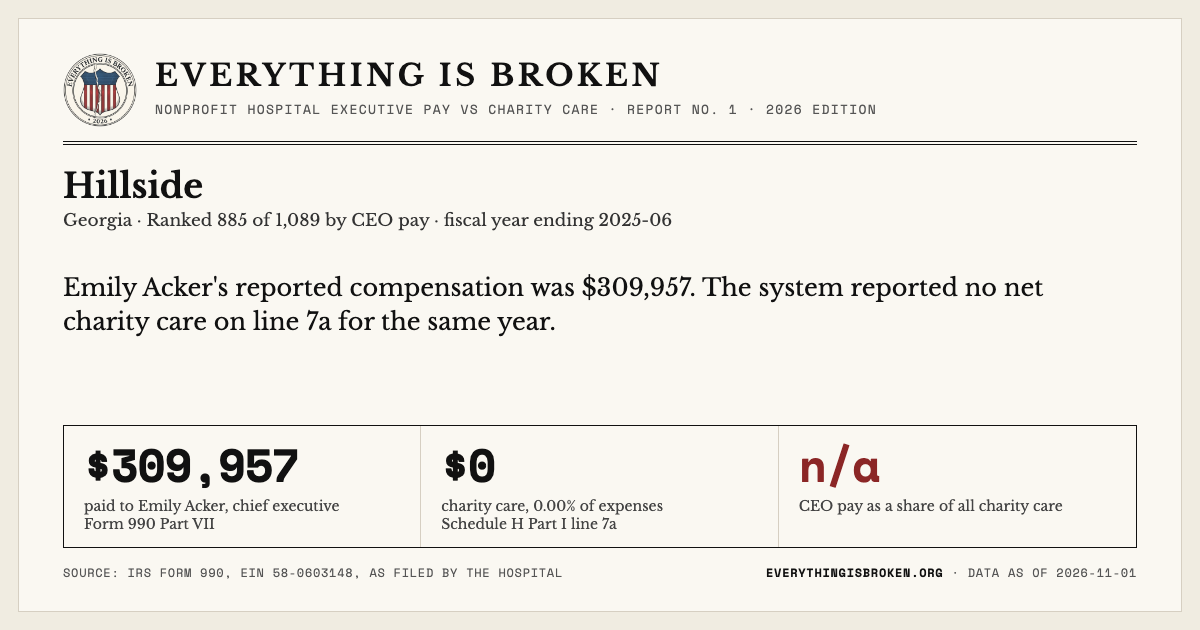 EVERYTHING IS BROKEN
2026
EVERYTHING IS BROKEN
NONPROFIT HOSPITAL EXECUTIVE PAY VS CHARITY CARE · REPORT NO. 1 · 2026 EDITION
Hillside
Georgia · Ranked 885 of 1,089 by CEO pay · fiscal year ending 2025-06
Emily Acker's reported compensation was $309,957. The system reported no net
charity care on line 7a for the same year.
$309,957
paid to Emily Acker, chief executive
Form 990 Part VII
$0
charity care, 0.00% of expenses
Schedule H Part I line 7a
n/a
CEO pay as a share of all charity care
SOURCE: IRS FORM 990, EIN 58-0603148, AS FILED BY THE HOSPITAL
EVERYTHINGISBROKEN.ORG · DATA AS OF 2026-11-01